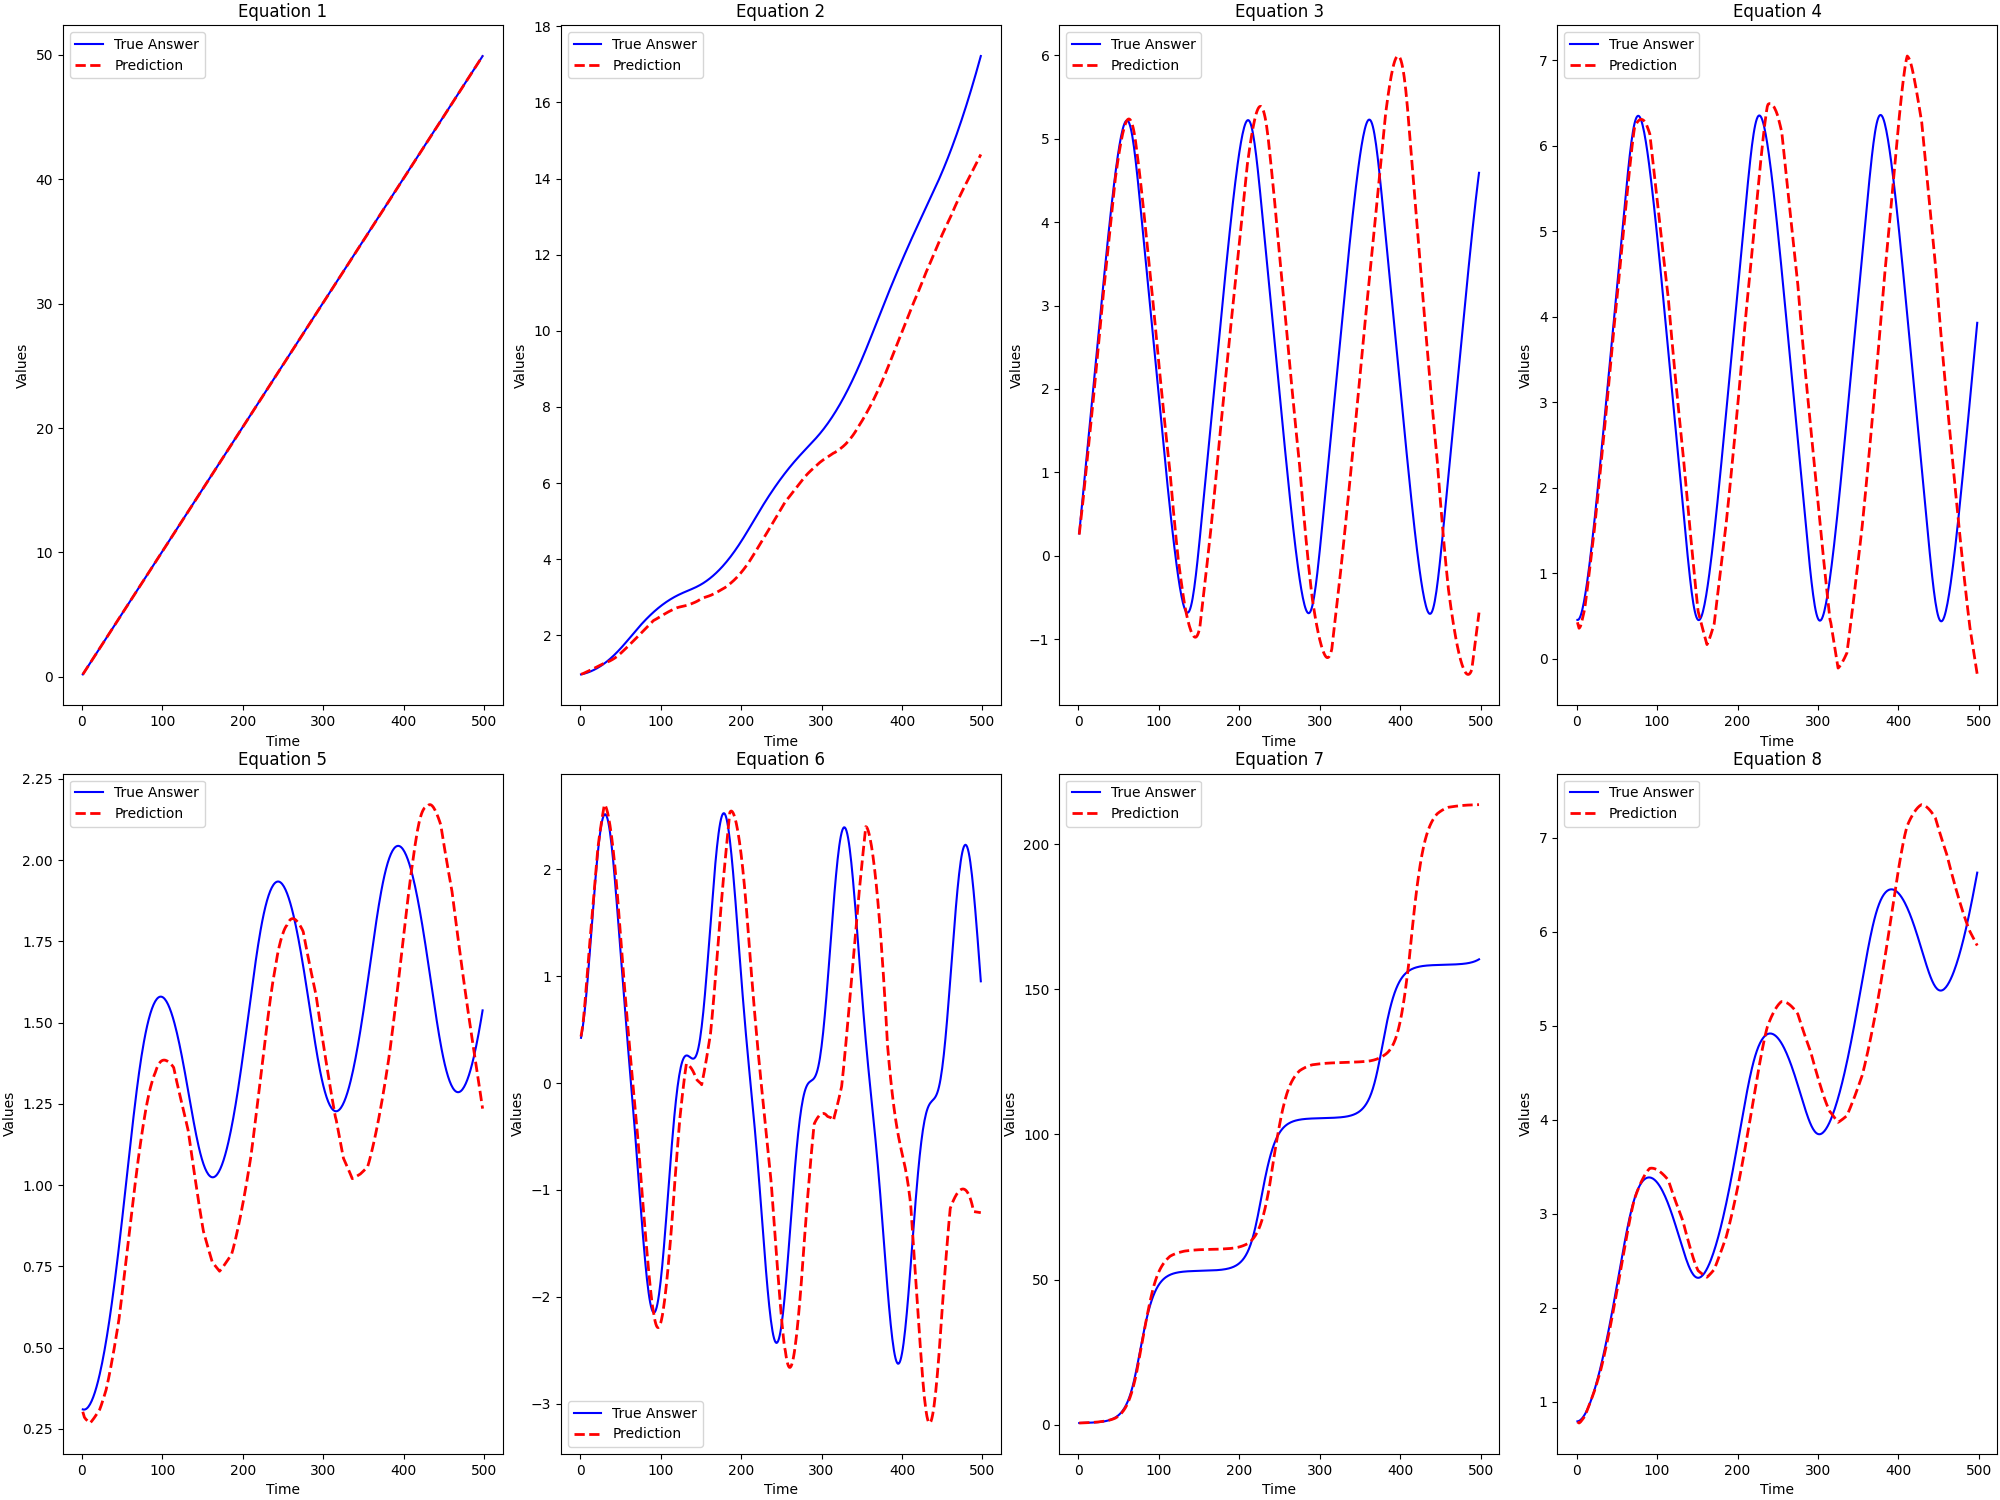 Equation 1
True Answer
Prediction
Values
50
40
30
20
10
0
0 100 200 300 400 500
Time
Equation 2
True Answer
Prediction
Values
18
16
14
12
10
8
6
4
2
0 100 200 300 400 500
Time
Equation 3
True Answer
Prediction
Values
6
5
4
3
2
1
0
−1
0 100 200 300 400 500
Time
Equation 4
True Answer
Prediction
Values
7
6
5
4
3
2
1
0
0 100 200 300 400 500
Time
Equation 5
True Answer
Prediction
Values
2.25
2.00
1.75
1.50
1.25
1.00
0.75
0.50
0.25
0 100 200 300 400 500
Time
Equation 6
Values
2
1
0
−1
−2
−3
True Answer
Prediction
0 100 200 300 400 500
Time
Equation 7
True Answer
Prediction
Values
200
150
100
50
0
0 100 200 300 400 500
Time
Equation 8
True Answer
Prediction
Values
7
6
5
4
3
2
1
0 100 200 300 400 500
Time